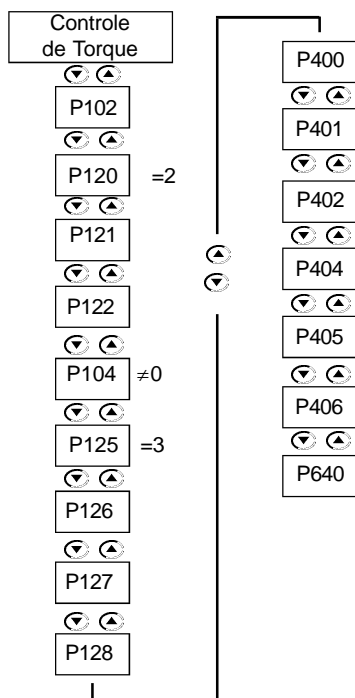 Controle
de Torque
P102
P120 =2
P121
P122
P104 ≠0
P125 =3
P126
P127
P128
P400
P401
P402
P404
P405
P406
P640